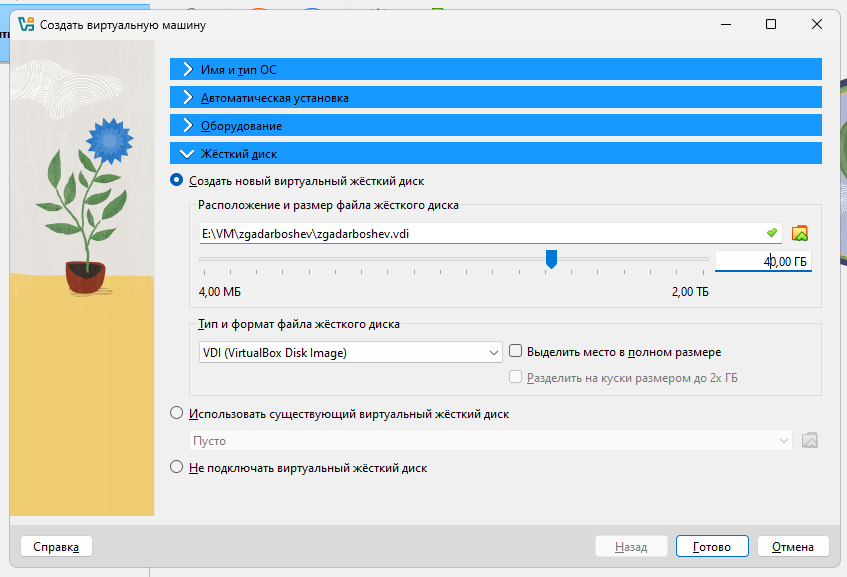 Создать виртуальную машину
Имя и тип ОС
Автоматическая установка
Оборудование
Жёсткий диск
Создать новый виртуальный жёсткий диск
Расположение и размер файла жёсткого диска
E:\VM\zgadarboshev\zgadarboshev.vdi
40,00 ГБ
4,00 МБ 2,00 ТБ
Тип и формат файла жёсткого диска
VDI (VirtualBox Disk Image) Выделить место в полном размере
Разделить на куски размером до 2х ГБ
Использовать существующий виртуальный жёсткий диск
Пусто
Не подключать виртуальный жёсткий диск
Справка Назад Готово Отмена